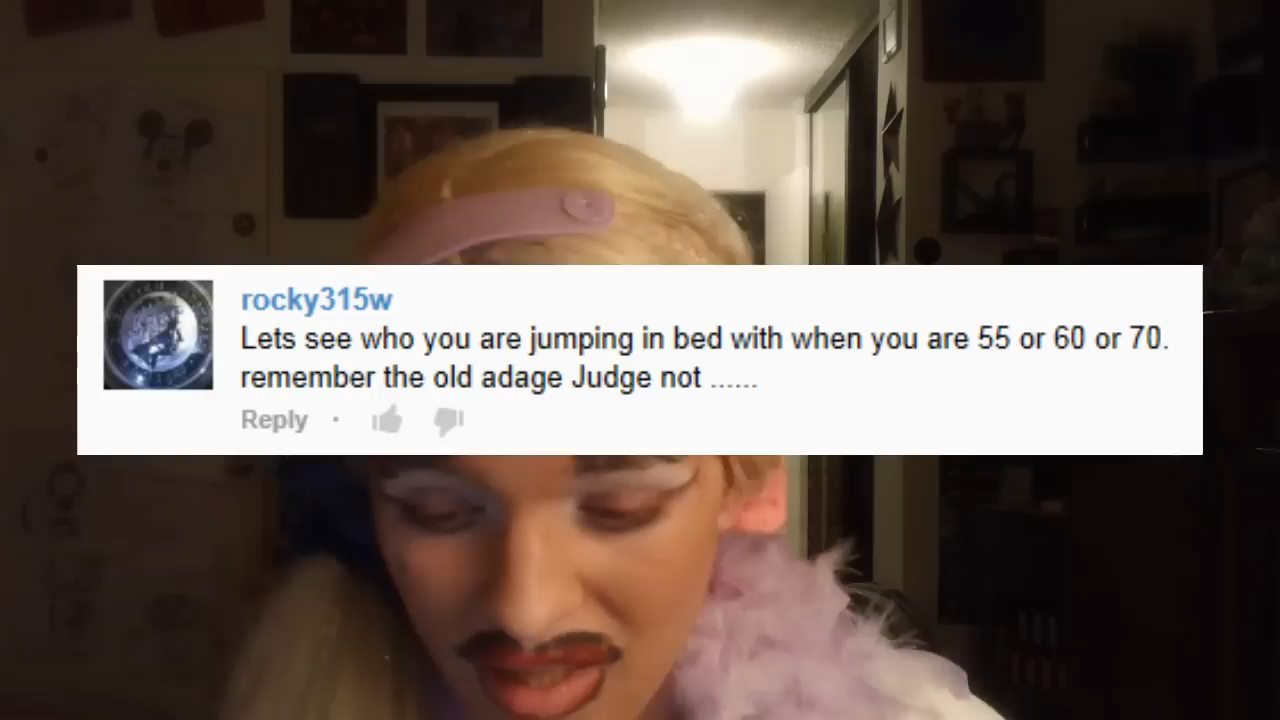 rocky315w
Lets see who you are jumping in bed with when you are 55 or 60 or 70.
remember the old adage Judge not ......
Reply ·